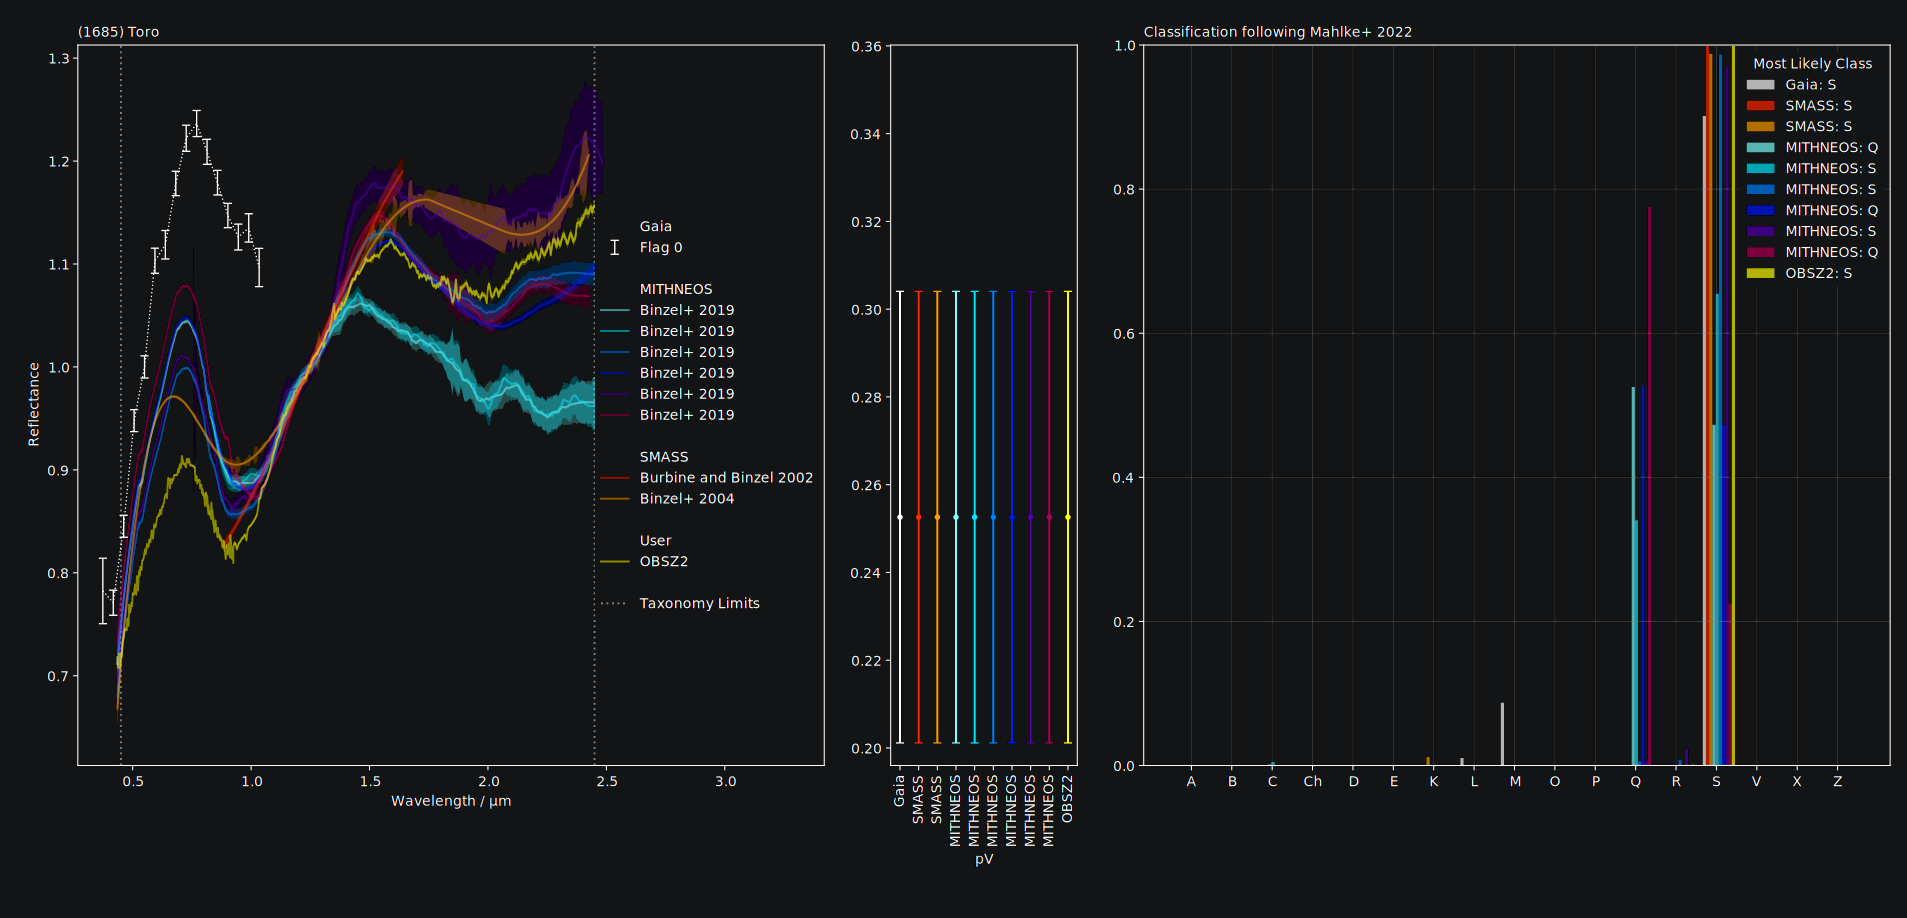 (1685) Toro
1.3
1.2
1.1
1.0
0.9
0.8
0.7
Reflectance
0.5
1.0
1.5
2.0
2.5
3.0
Wavelength / µm
Gaia
Flag 0
MITHNEOS
Binzel+ 2019
Binzel+ 2019
Binzel+ 2019
Binzel+ 2019
Binzel+ 2019
Binzel+ 2019
SMASS
Burbine and Binzel 2002
Binzel+ 2004
User
OBSZ2
Taxonomy Limits
0.36
0.34
0.32
0.30
0.28
0.26
0.24
0.22
0.20
Gaia
SMASS
SMASS
MITHNEOS
MITHNEOS
MITHNEOS
MITHNEOS
MITHNEOS
MITHNEOS
OBSZ2
pV
Classification following Mahlke+ 2022
1.0
0.8
0.6
0.4
0.2
0.0
A
B
C
Ch
D
E
K
L
M
O
P
Q
R
S
V
X
Z
Most Likely Class
Gaia: S
SMASS: S
SMASS: S
MITHNEOS: Q
MITHNEOS: S
MITHNEOS: S
MITHNEOS: Q
MITHNEOS: S
MITHNEOS: Q
OBSZ2: S